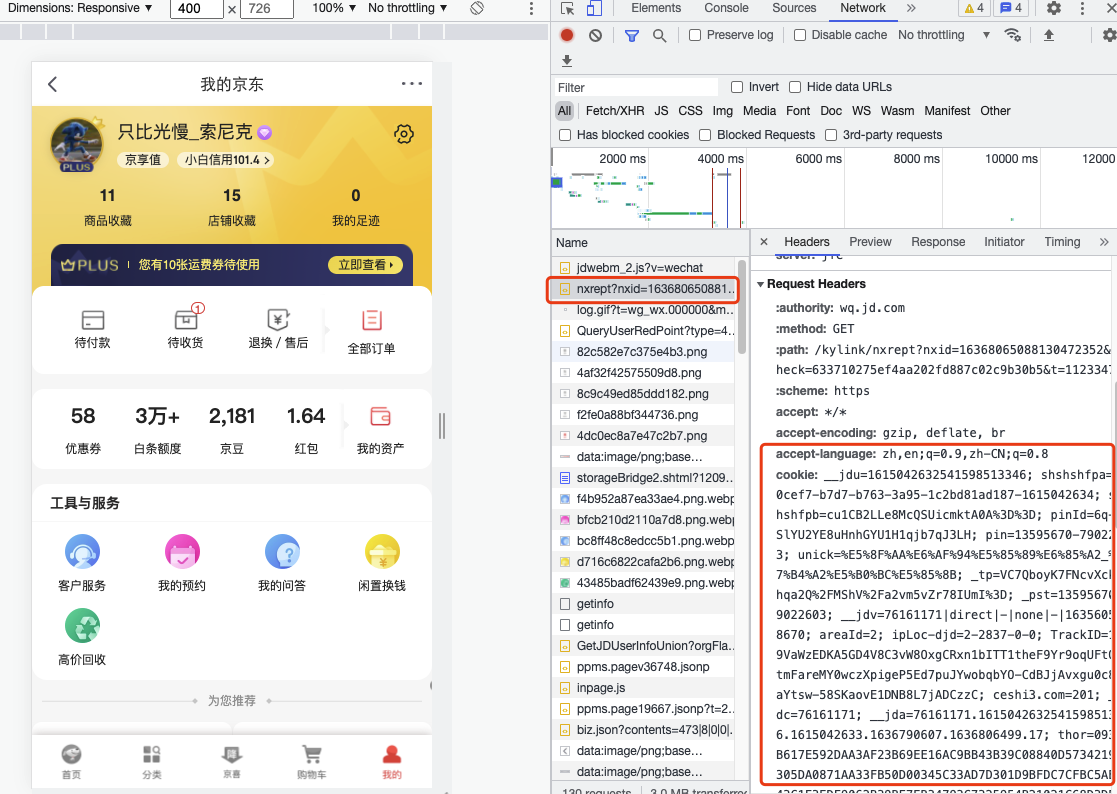 Dimensions: Responsive ▼ 400 × 726 100% ▼ No throttling ▼
我的京东
只比光慢_索尼克
PLUS
京享值 小白信用101.4 >
11 15 0
商品收藏 店铺收藏 我的足迹
PLUS 您有10张运费券待使用 立即查看
1
待付款 待收货 退换 / 售后 全部订单
58 3万+ 2,181 1.64
优惠券 白条额度 京豆 红包 我的资产
工具与服务
客户服务 我的预约 我的问答 闲置换钱
高价回收
为您推荐
首页 分类 京喜 购物车 我的
Elements Console Sources Network » 4 4
Preserve log Disable cache No throttling ▼
Filter Invert Hide data URLs
All Fetch/XHR JS CSS Img Media Font Doc WS Wasm Manifest Other
Has blocked cookies Blocked Requests 3rd-party requests
2000 ms 4000 ms 6000 ms 8000 ms 10000 ms 12000
Name
jdwebm_2.js?v=wechat
nxrept?nxid=163680650881..
log.gif?t=wg_wx.000000&m...
QueryUserRedPoint?type=4...
82c582e7c375e4b3.png
4af32f42575509d8.png
8c9c49ed85ddd182.png
f2fe0a88bf344736.png
4dc0ec8a7e47c2b7.png
data:image/png;base...
storageBridge2.shtml?1209...
f4b952a87ea33ae4.png.webp
bfcb210d2110a7d8.png.webp
bc8ff48c8edcc5b1.png.webp
d716c6822cafa2b6.png.webp
43485badf62439e9.png.webp
getinfo
getinfo
GetJDUserInfoUnion?orgFla...
ppms.pagev36748.jsonp
inpage.js
ppms.page19667.jsonp?t=2...
biz.json?contents=473|8|0|0|...
data:image/png;base...
data:image/png;base...
130 requests 3.0 MB transferred
× Headers Preview Response Initiator Timing »
server: jfe
Request Headers
:authority: wq.jd.com
:method: GET
:path: /kylink/nxrept?nxid=16368065088130472352&
heck=633710275ef4aa202fd887c02c9b30b5&t=1123347
:scheme: https
accept: */*
accept-encoding: gzip, deflate, br
accept-language: zh,en;q=0.9,zh-CN;q=0.8
cookie: __jdu=1615042632541598513346; shshshfpa=
0cef7-b7d7-b763-3a95-1c2bd81ad187-1615042634; s
hshfpb=cu1CB2LLe8McQSUicmktA0A%3D%3D; pinId=6q-
SlYU2YE8uHnhGYU1H1qjb7qJ3LH; pin=13595670-79022
3; unick=%E5%8F%AA%E6%AF%94%E5%85%89%E6%85%A2_%
7%B4%A2%E5%B0%BC%E5%85%8B; _tp=VC7QboyK7FNcvXch
hqa2Q%2FMShV%2Fa2vm5vZr78IUmI%3D; _pst=13595670
9022603; __jdv=76161171|direct|-|none|-|1635605
8670; areaId=2; ipLoc-djd=2-2837-0-0; TrackID=1
9VaWzEDKA5GD4V8C3vW8OxgCRxn1bITT1theF9Yr9oqUFtO
tmFareMY0wczXpigeP5Ed7puJYwobqbYO-CdBJjAvxgu0c8
aYtsw-58SKaovE1DNB8L7jADCzzC; ceshi3.com=201; _
dc=76161171; __jda=76161171.1615042632541598513
6.1615042633.1636790607.1636806499.17; thor=093
B617E592DAA3AF23B69EE16AC9BB43B39C08840D5734219
305DA0871AA33FB50D00345C33AD7D301D9BFDC7CFBC5AE